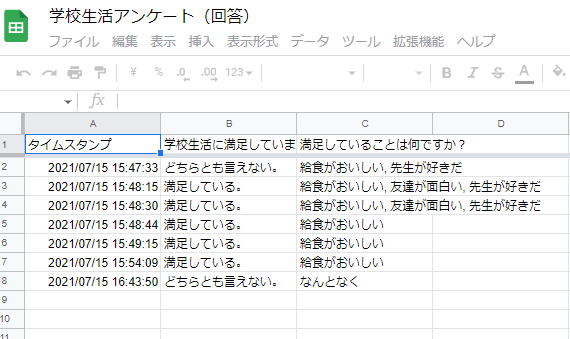 学校生活アンケート（回答）
ファイル 編集 表示 挿入 表示形式 データ ツール 拡張機能 ヘルプ
¥ % .0 .00 123 B I S A
fx
A B C D
1 タイムスタンプ 学校生活に満足していま 満足していることは何ですか？
2 2021/07/15 15:47:33 どちらとも言えない。 給食がおいしい, 先生が好きだ
3 2021/07/15 15:48:15 満足している。 給食がおいしい, 友達が面白い, 先生が好きだ
4 2021/07/15 15:48:30 満足している。 給食がおいしい, 友達が面白い, 先生が好きだ
5 2021/07/15 15:48:44 満足している。 給食がおいしい
6 2021/07/15 15:49:15 満足している。 給食がおいしい
7 2021/07/15 15:54:09 満足している。 給食がおいしい
8 2021/07/15 16:43:50 どちらとも言えない。 なんとなく
9
10
11